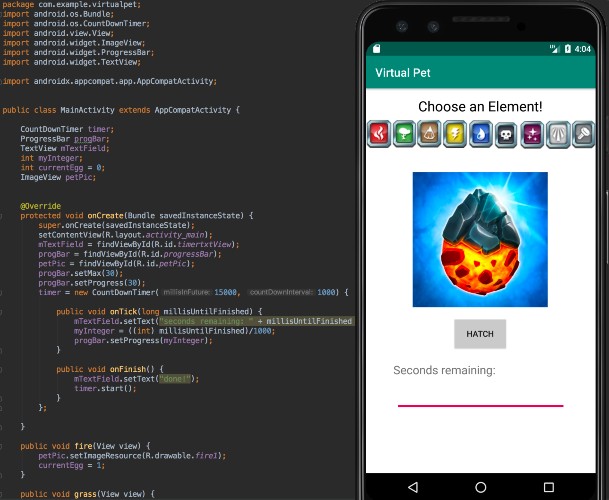 package com.example.virtualpet;
import android.os.Bundle;
import android.os.CountDownTimer;
import android.view.View;
import android.widget.ImageView;
import android.widget.ProgressBar;
import android.widget.TextView;
import androidx.appcompat.app.AppCompatActivity;
public class MainActivity extends AppCompatActivity {
CountDownTimer timer;
ProgressBar progBar;
TextView mTextField;
int myInteger;
int currentEgg = 0;
ImageView petPic;
@Override
protected void onCreate(Bundle savedInstanceState) {
super.onCreate(savedInstanceState);
setContentView(R.layout.activity_main);
mTextField = findViewById(R.id.timertxtView);
progBar = findViewById(R.id.progressBar);
petPic = findViewById(R.id.petPic);
progBar.setMax(30);
progBar.setProgress(30);
timer = new CountDownTimer( millisInFuture: 15000, countDownInterval: 1000) {
public void onTick(long millisUntilFinished) {
mTextField.setText("seconds remaining: " + millisUntilFinished
myInteger = ((int) millisUntilFinished)/1000;
progBar.setProgress(myInteger);
}
public void onFinish() {
mTextField.setText("done!");
timer.start();
}
};
}
public void fire(View view) {
petPic.setImageResource(R.drawable.fire1);
currentEgg = 1;
}
public void grass(View view) {
4:04
Virtual Pet
Choose an Element!
HATCH
Seconds remaining: